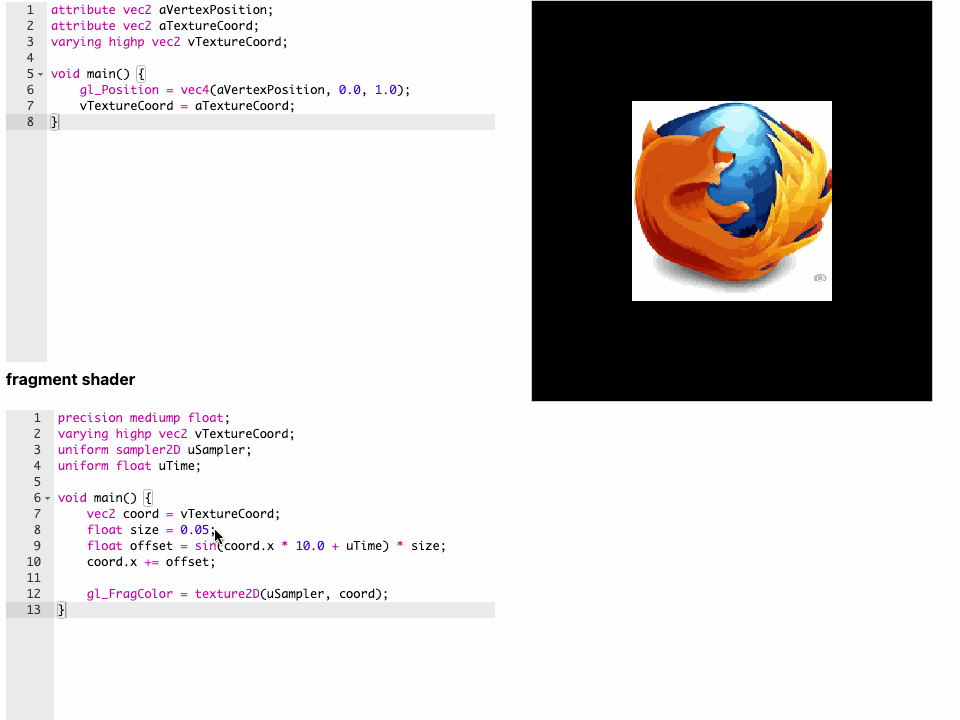 1 attribute vec2 aVertexPosition;
2 attribute vec2 aTextureCoord;
3 varying highp vec2 vTextureCoord;
4
5 void main() {
6     gl_Position = vec4(aVertexPosition, 0.0, 1.0);
7     vTextureCoord = aTextureCoord;
8 }
fragment shader
1 precision mediump float;
2 varying highp vec2 vTextureCoord;
3 uniform sampler2D uSampler;
4 uniform float uTime;
5
6 void main() {
7     vec2 coord = vTextureCoord;
8     float size = 0.05;
9     float offset = sin(coord.x * 10.0 + uTime) * size;
10     coord.x += offset;
11
12     gl_FragColor = texture2D(uSampler, coord);
13 }